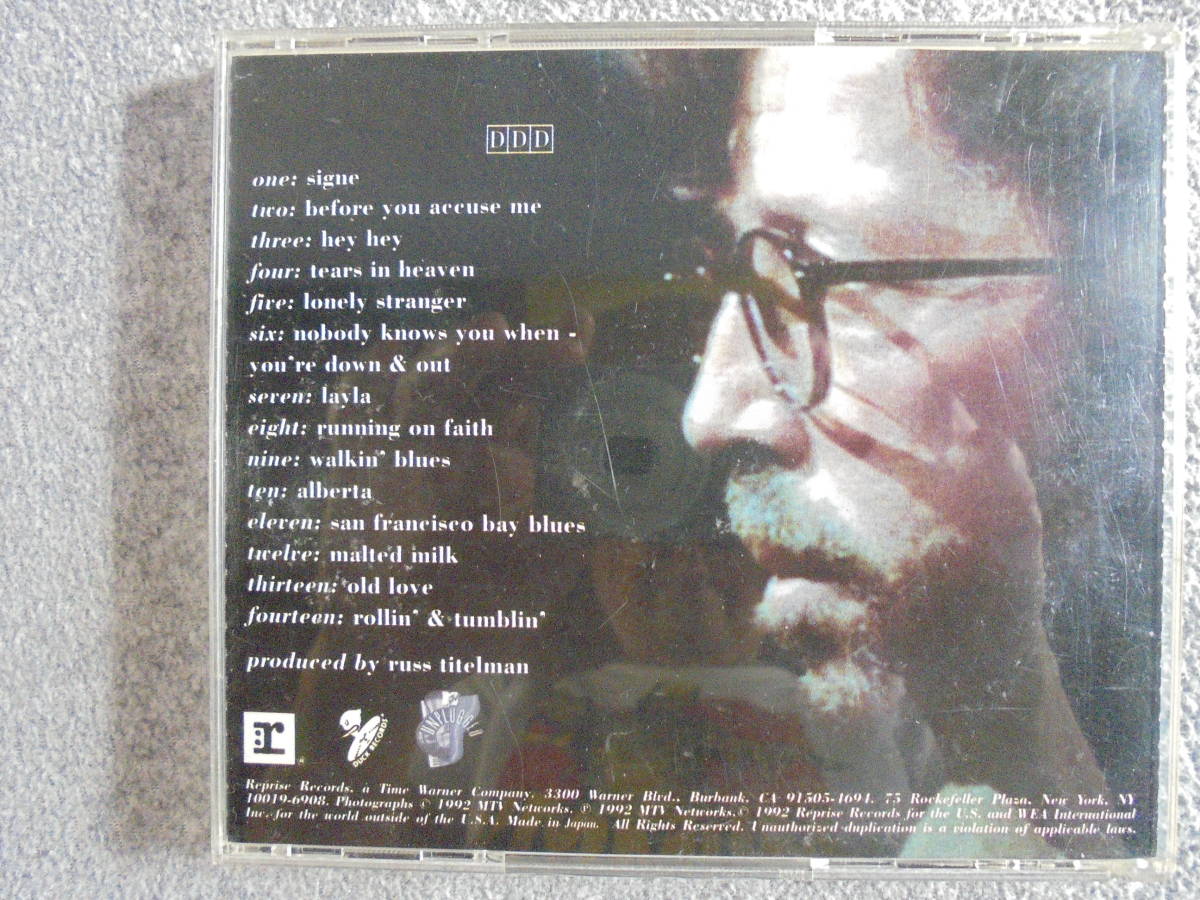 DDD
one: signe
two: before you accuse me
three: hey hey
four: tears in heaven
five: lonely stranger
six: nobody knows you when -
you're down & out
seven: layla
eight: running on faith
nine: walkin' blues
ten: alberta
eleven: san francisco bay blues
twelve: malted milk
thirteen: old love
fourteen: rollin' & tumblin'
produced by russ titelman
r
DUCK RECORDS
UNPLUGGED
Reprise Records, a Time Warner Company, 3300 Warner Blvd., Burbank, CA 91505-4694. 75 Rockefeller Plaza, New York, NY
10019-6908. Photographs © 1992 MTV Networks. ℗ 1992 MTV Networks.© 1992 Reprise Records for the U.S. and WEA International
Inc. for the world outside of the U.S.A. Made in Japan. All Rights Reserved. Unauthorized duplication is a violation of applicable laws.